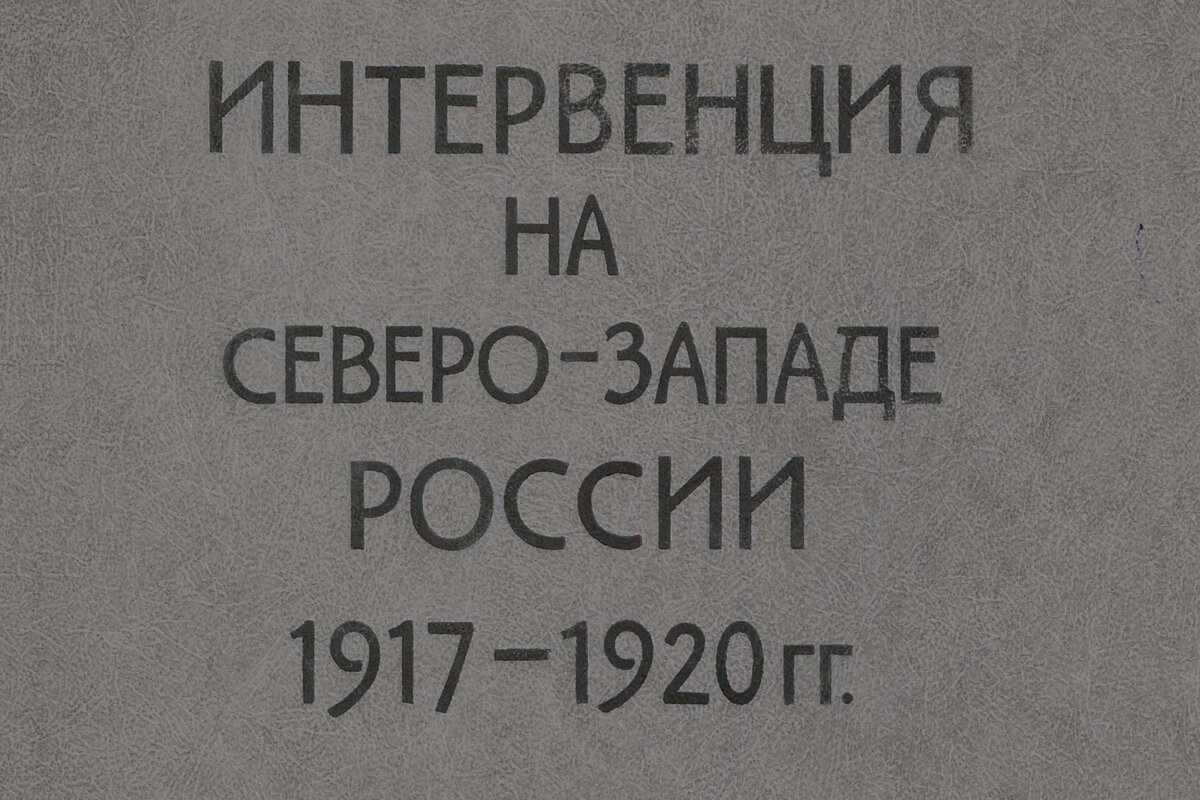 ИНТЕРВЕНЦИЯ
НА
СЕВЕРО-ЗАПАДЕ
РОССИИ
1917-1920 гг.